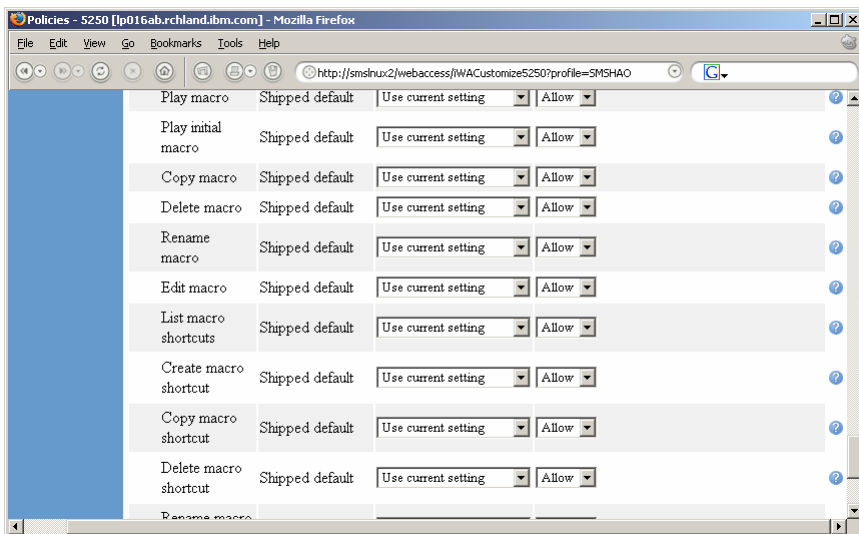 Policies - 5250 [lp016ab.rchland.ibm.com] - Mozilla Firefox
File Edit View Go Bookmarks Tools Help
http://smslnux2/webaccess/iWACustomize5250?profile=SMSHAO
G
Play macro Shipped default Use current setting Allow ?
Play initial
macro Shipped default Use current setting Allow ?
Copy macro Shipped default Use current setting Allow ?
Delete macro Shipped default Use current setting Allow ?
Rename
macro Shipped default Use current setting Allow ?
Edit macro Shipped default Use current setting Allow ?
List macro
shortcuts Shipped default Use current setting Allow ?
Create macro
shortcut Shipped default Use current setting Allow ?
Copy macro
shortcut Shipped default Use current setting Allow ?
Delete macro
shortcut Shipped default Use current setting Allow ?
Rename macro